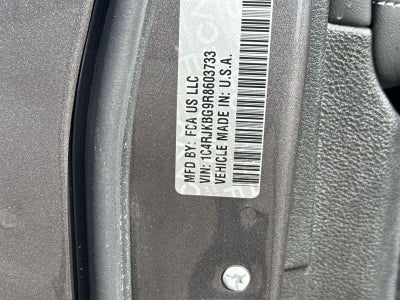 MFD BY: FCA US LLC
VIN: 1C4RJKBG9R8603733
VEHICLE MADE IN: U.S.A.